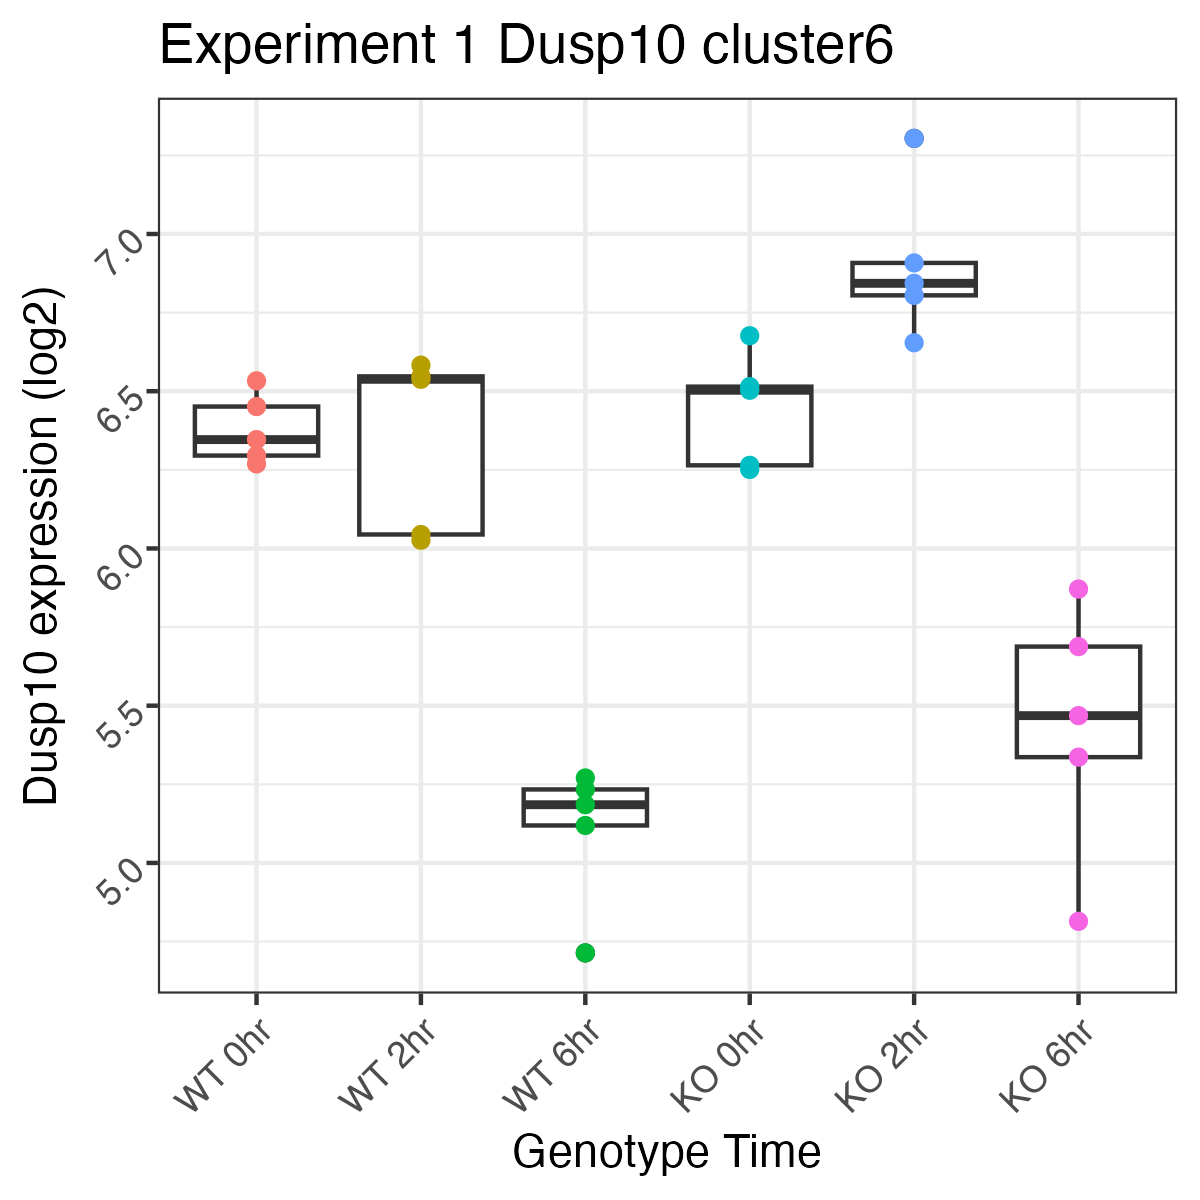 Experiment 1 Dusp10 cluster6
Dusp10 expression (log2)
7.0
6.5
6.0
5.5
5.0
WT 0hr
WT 2hr
WT 6hr
KO 0hr
KO 2hr
KO 6hr
Genotype Time